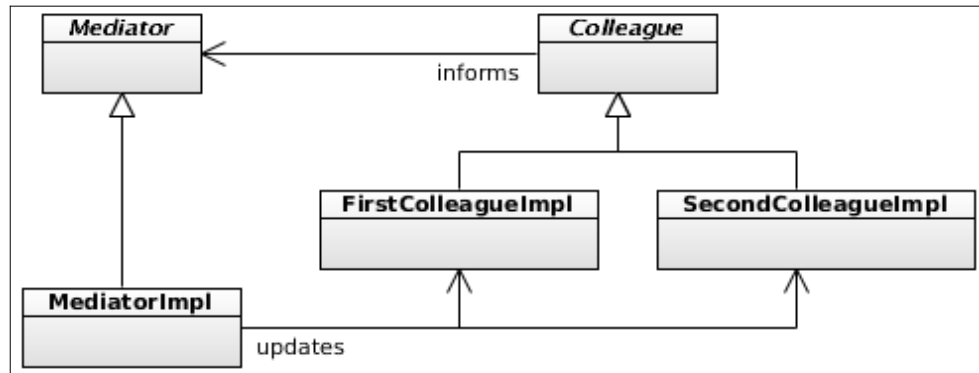 Mediator
Colleague
informs
FirstColleagueImpl
SecondColleagueImpl
MediatorImpl
updates